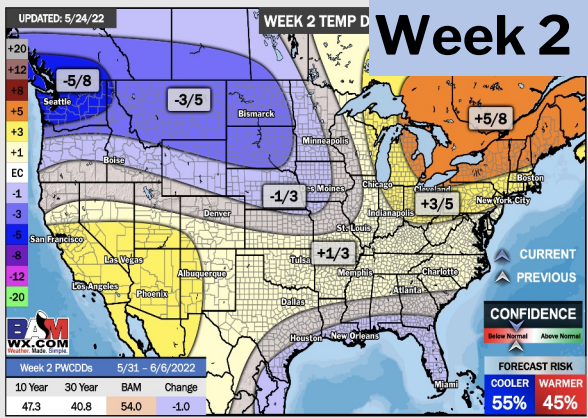 UPDATED: 5/24/22
WEEK 2 TEMP D
Week 2
+20
+12
+8
+5
+3
+1
EC
-1
-3
-5
-8
-12
-20
-5/8
Seattle
-3/5
Bismarck
+5/8
Minneapolis
Boise
Boston
Chicago
Cleveland
-1/3
es Moines
New York City
+3/5
Denver
Indianapolis
St. Louis
San Francisco
+1/3
Las Vegas
Tulsa
Albuquerque
Memphis
Charlotte
Los Angeles
Phoenix
Dallas
Atlanta
Houston
New Orleans
Miami
CURRENT
PREVIOUS
CONFIDENCE
Below Normal Above Normal
FORECAST RISK
COOLER WARMER
55% 45%
BAM
WX.COM
Weather. Made. Simple.
Week 2 PWCDDs 5/31 – 6/6/2022
10 Year 30 Year BAM Change
47.3 40.8 54.0 -1.0